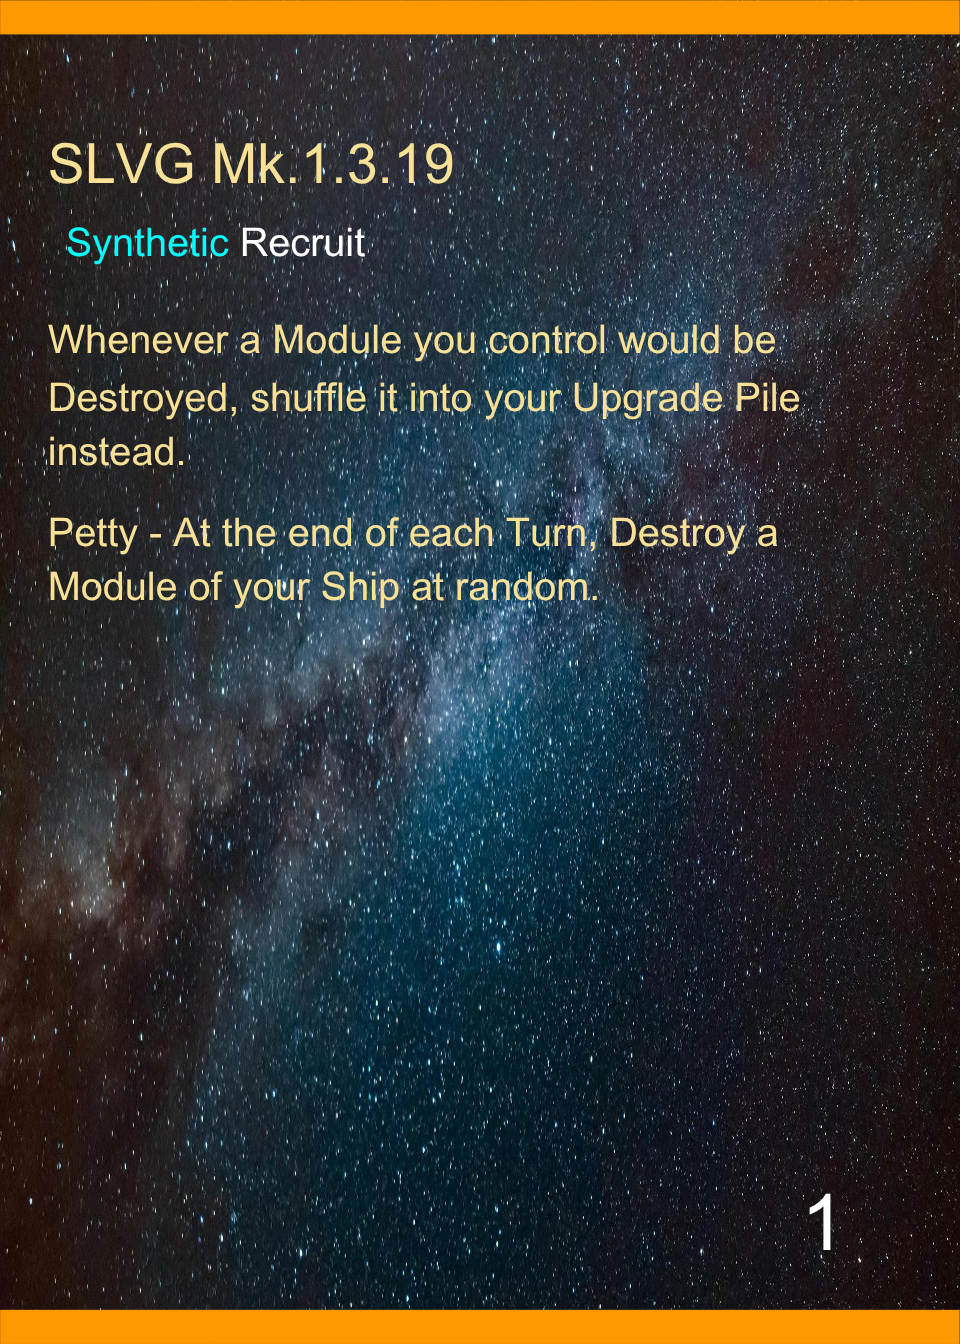 SLVG Mk.1.3.19
Synthetic Recruit
Whenever a Module you control would be
Destroyed, shuffle it into your Upgrade Pile
instead.
Petty - At the end of each Turn, Destroy a
Module of your Ship at random.
1